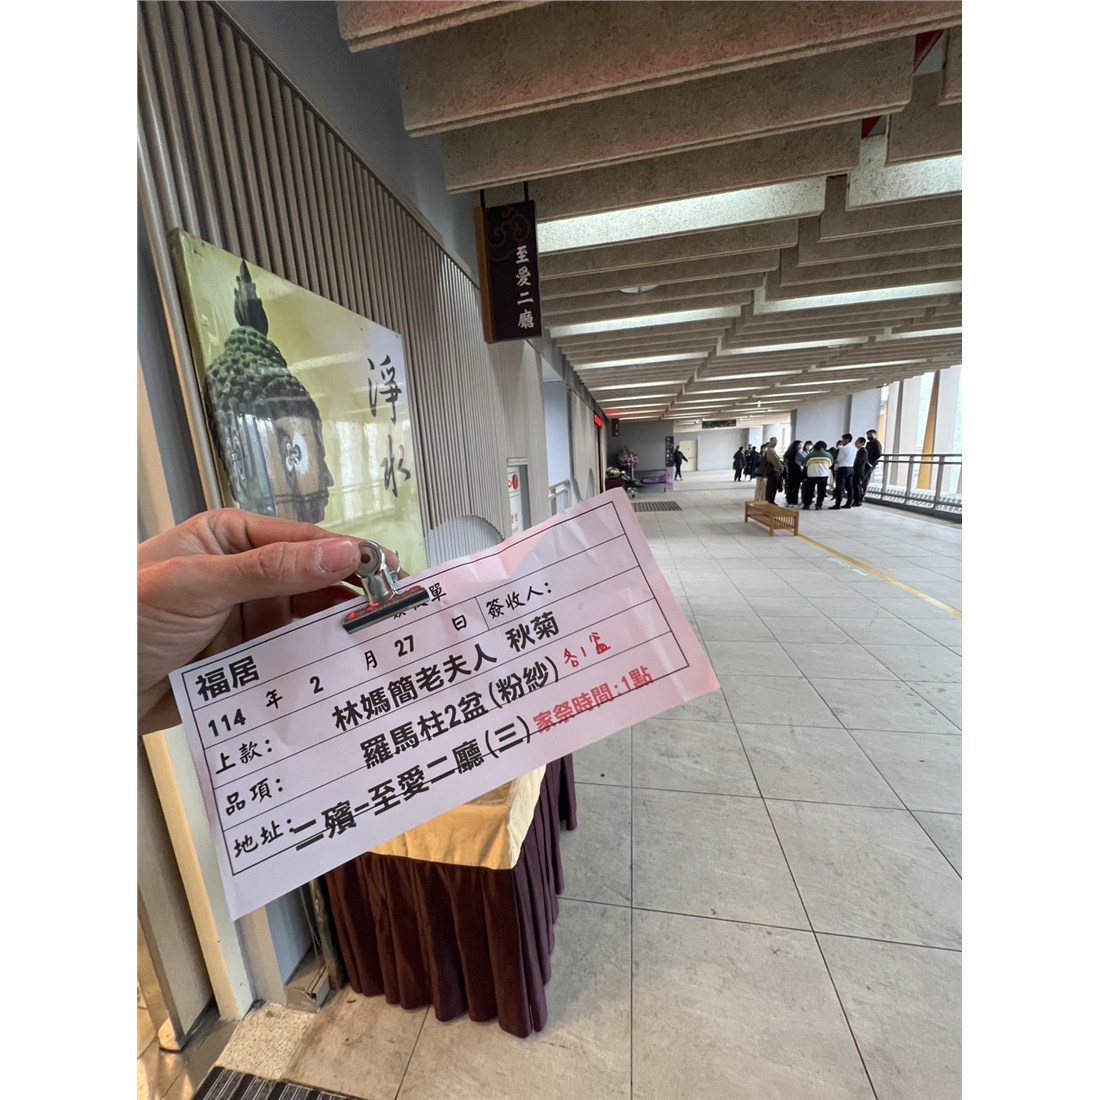 至愛二廳
淨水
單
福居
114 年 2 月 27 日 簽收人:
上款: 林媽簡老夫人 秋菊
品項: 羅馬柱2盆(粉紗) 各1盆
地址: 二殯-至愛二廳(三) 家祭時間:1點